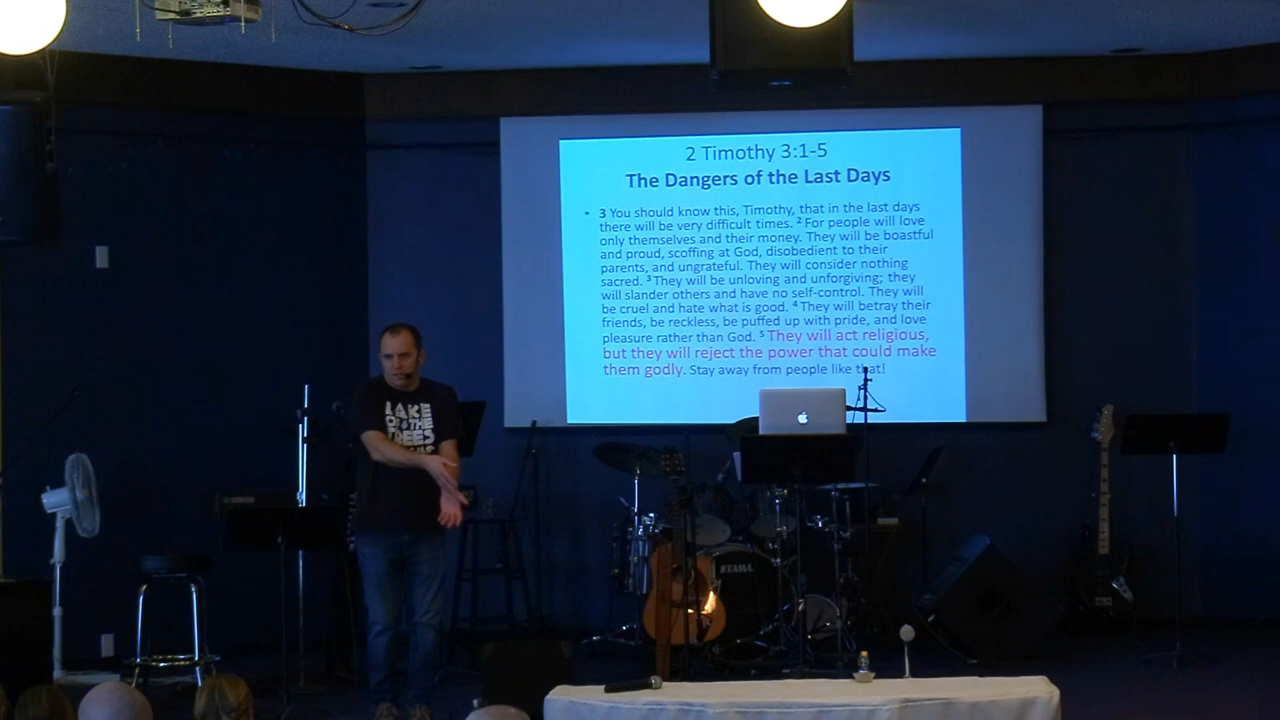 2 Timothy 3:1-5
The Dangers of the Last Days
• 3 You should know this, Timothy, that in the last days
there will be very difficult times. 2 For people will love
only themselves and their money. They will be boastful
and proud, scoffing at God, disobedient to their
parents, and ungrateful. They will consider nothing
sacred. 3 They will be unloving and unforgiving; they
will slander others and have no self-control. They will
be cruel and hate what is good. 4 They will betray their
friends, be reckless, be puffed up with pride, and love
pleasure rather than God. 5 They will act religious,
but they will reject the power that could make
them godly. Stay away from people like that!
LAKE
OF THE
TREES
YAMAHA
TAMA